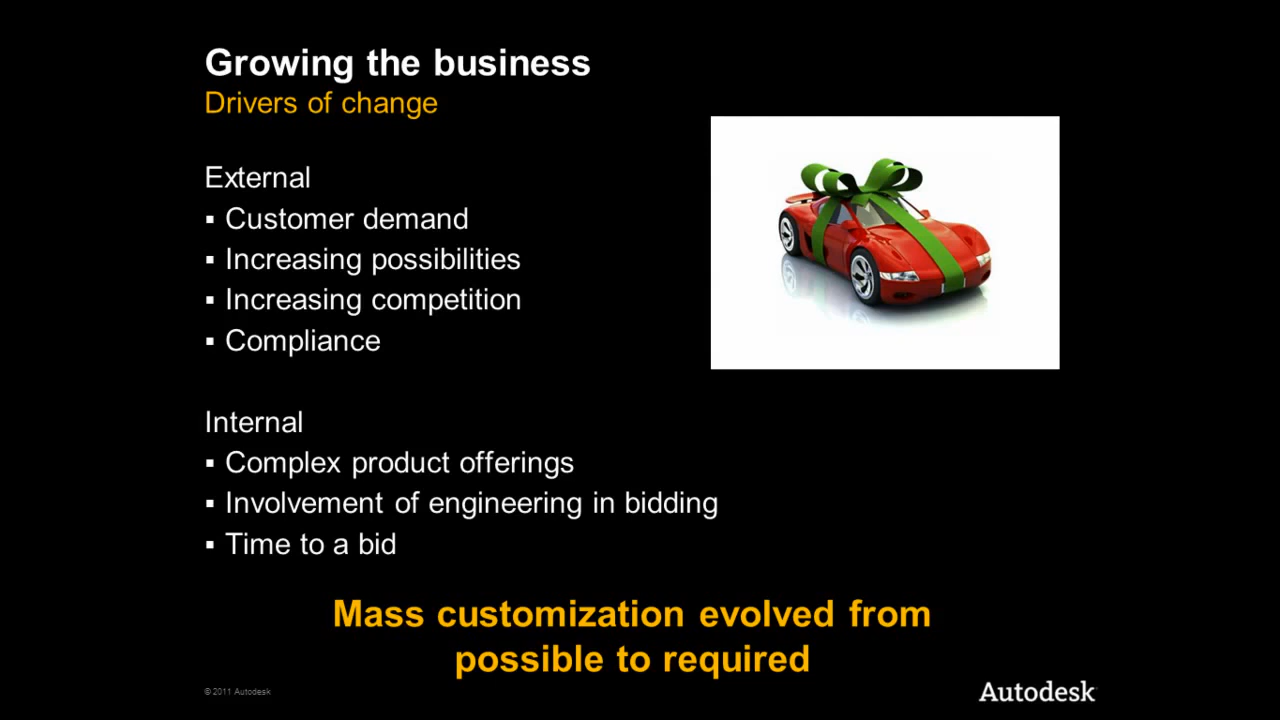 Growing the business
Drivers of change
External
▪ Customer demand
▪ Increasing possibilities
▪ Increasing competition
▪ Compliance
Internal
▪ Complex product offerings
▪ Involvement of engineering in bidding
▪ Time to a bid
Mass customization evolved from
possible to required
© 2011 Autodesk
Autodesk